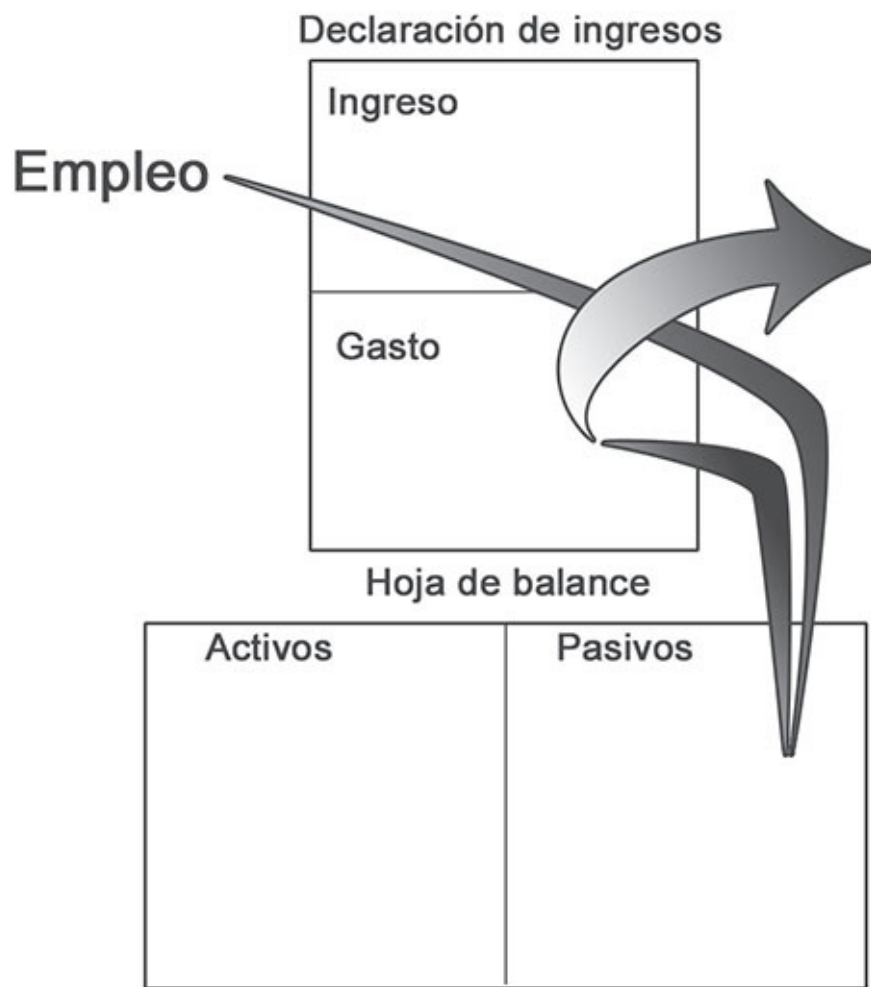 Declaración de ingresos
Ingreso
Empleo
Gasto
Hoja de balance
Activos
Pasivos